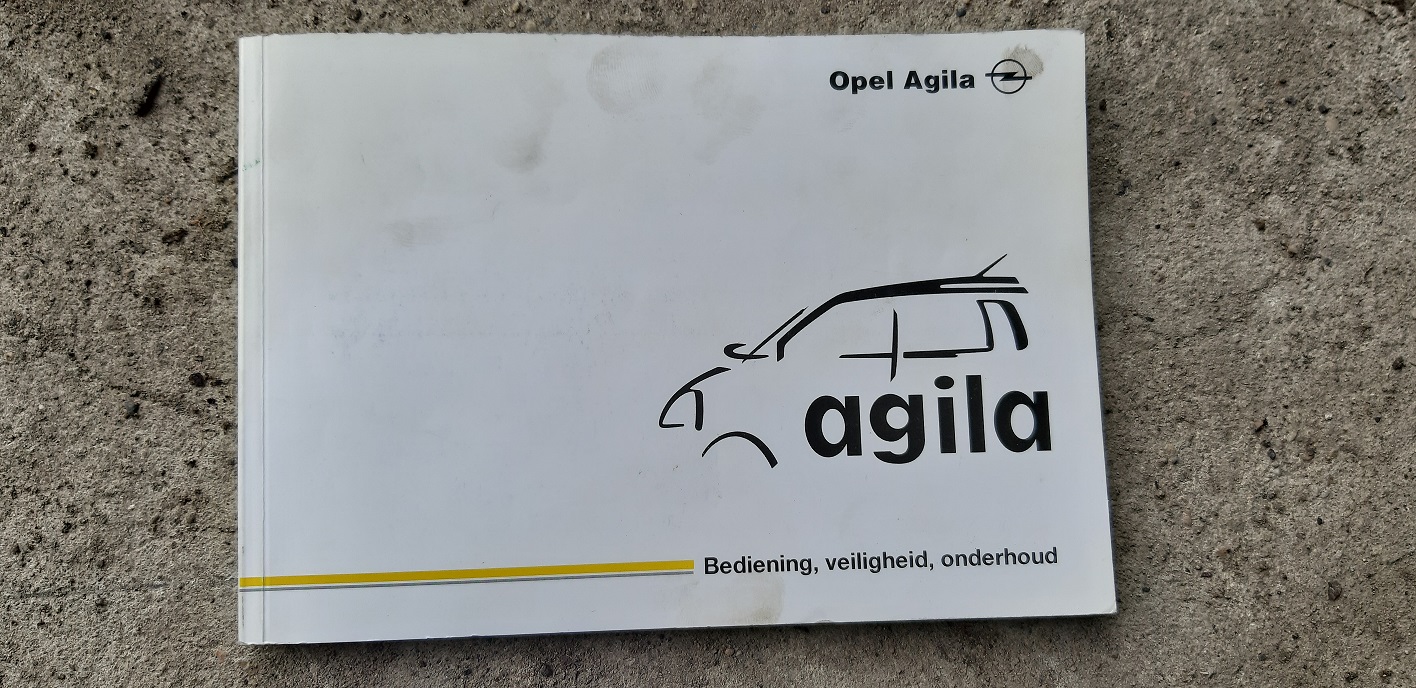 Opel Agila
agila
Bediening, veiligheid, onderhoud